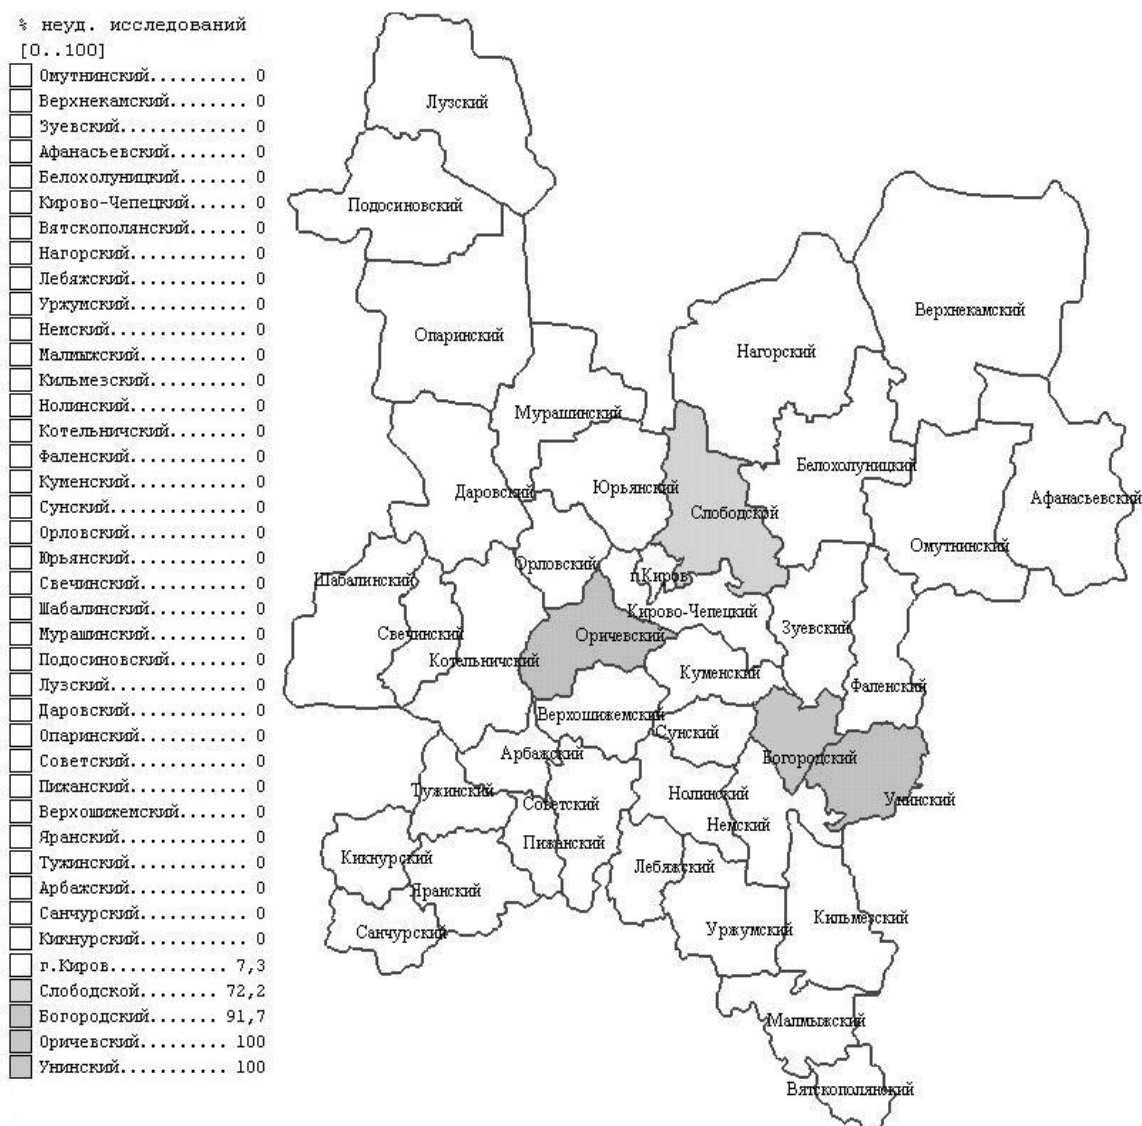 % неуд. исследований
[0..100]
Омутнинский.......... 0
Верхнекамский........ 0
Зуевский............. 0
Афанасьевский........ 0
Белохолуницкий....... 0
Кирово-Чепецкий...... 0
Вятскополянский...... 0
Нагорский............ 0
Лебяжский............ 0
Уржумский............ 0
Немский.............. 0
Малмыжский........... 0
Кильмезский.......... 0
Нолинский............ 0
Котельничский........ 0
Фаленский............ 0
Куменский............ 0
Сунский.............. 0
Орловский............ 0
Юрьянский............ 0
Свечинский........... 0
Шабалинский.......... 0
Мурашинский.......... 0
Подосиновский........ 0
Лузский.............. 0
Даровский............ 0
Опаринский........... 0
Советский............ 0
Пижанский............ 0
Верхошижемский....... 0
Яранский............. 0
Тужинский............ 0
Арбажский............ 0
Санчурский........... 0
Кикнурский........... 0
г.Киров............ 7,3
Слободской........ 72,2
Богородский....... 91,7
Оричевский......... 100
Унинский........... 100
Лузский
Подосиновский
Опаринский
Верхнекамский
Нагорский
Мурашинский
Белохолуницкий
Юрьянский
Даровский
Афанасьевский
Слободской
Омутнинский
Орловский
г.Киров
Шабалинский
Кирово-Чепецкий
Зуевский
Свечинский
Оричевский
Котельничский
Куменский
Фаленский
Верхошижемский
Сунский
Арбажский
Богородский
Тужинский
Нолинский
Унинский
Советский
Немский
Пижанский
Кикнурский
Лебяжский
Яранский
Кильмезский
Санчурский
Уржумский
Малмыжский
Вятскополянский